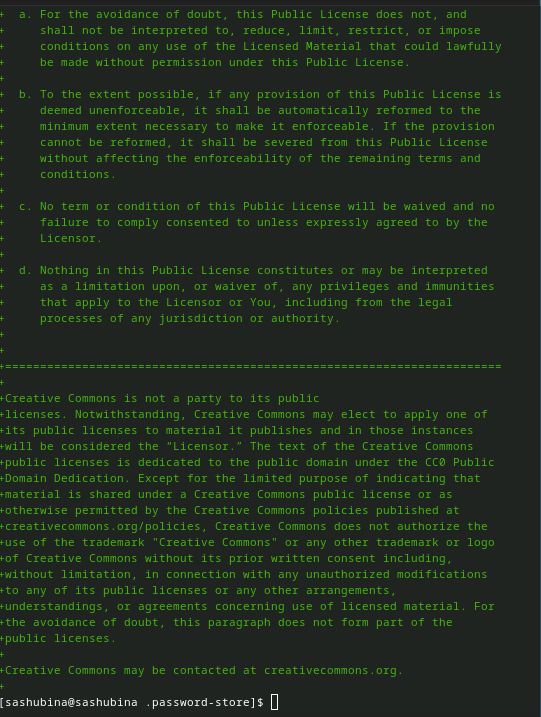 +  a. For the avoidance of doubt, this Public License does not, and
+     shall not be interpreted to, reduce, limit, restrict, or impose
+     conditions on any use of the Licensed Material that could lawfully
+     be made without permission under this Public License.
+
+  b. To the extent possible, if any provision of this Public License is
+     deemed unenforceable, it shall be automatically reformed to the
+     minimum extent necessary to make it enforceable. If the provision
+     cannot be reformed, it shall be severed from this Public License
+     without affecting the enforceability of the remaining terms and
+     conditions.
+
+  c. No term or condition of this Public License will be waived and no
+     failure to comply consented to unless expressly agreed to by the
+     Licensor.
+
+  d. Nothing in this Public License constitutes or may be interpreted
+     as a limitation upon, or waiver of, any privileges and immunities
+     that apply to the Licensor or You, including from the legal
+     processes of any jurisdiction or authority.
+
+
+=======================================================================
+
+Creative Commons is not a party to its public
+licenses. Notwithstanding, Creative Commons may elect to apply one of
+its public licenses to material it publishes and in those instances
+will be considered the “Licensor.” The text of the Creative Commons
+public licenses is dedicated to the public domain under the CC0 Public
+Domain Dedication. Except for the limited purpose of indicating that
+material is shared under a Creative Commons public license or as
+otherwise permitted by the Creative Commons policies published at
+creativecommons.org/policies, Creative Commons does not authorize the
+use of the trademark "Creative Commons" or any other trademark or logo
+of Creative Commons without its prior written consent including,
+without limitation, in connection with any unauthorized modifications
+to any of its public licenses or any other arrangements,
+understandings, or agreements concerning use of licensed material. For
+the avoidance of doubt, this paragraph does not form part of the
+public licenses.
+
+Creative Commons may be contacted at creativecommons.org.
+
[sashubina@sashubina .password-store]$